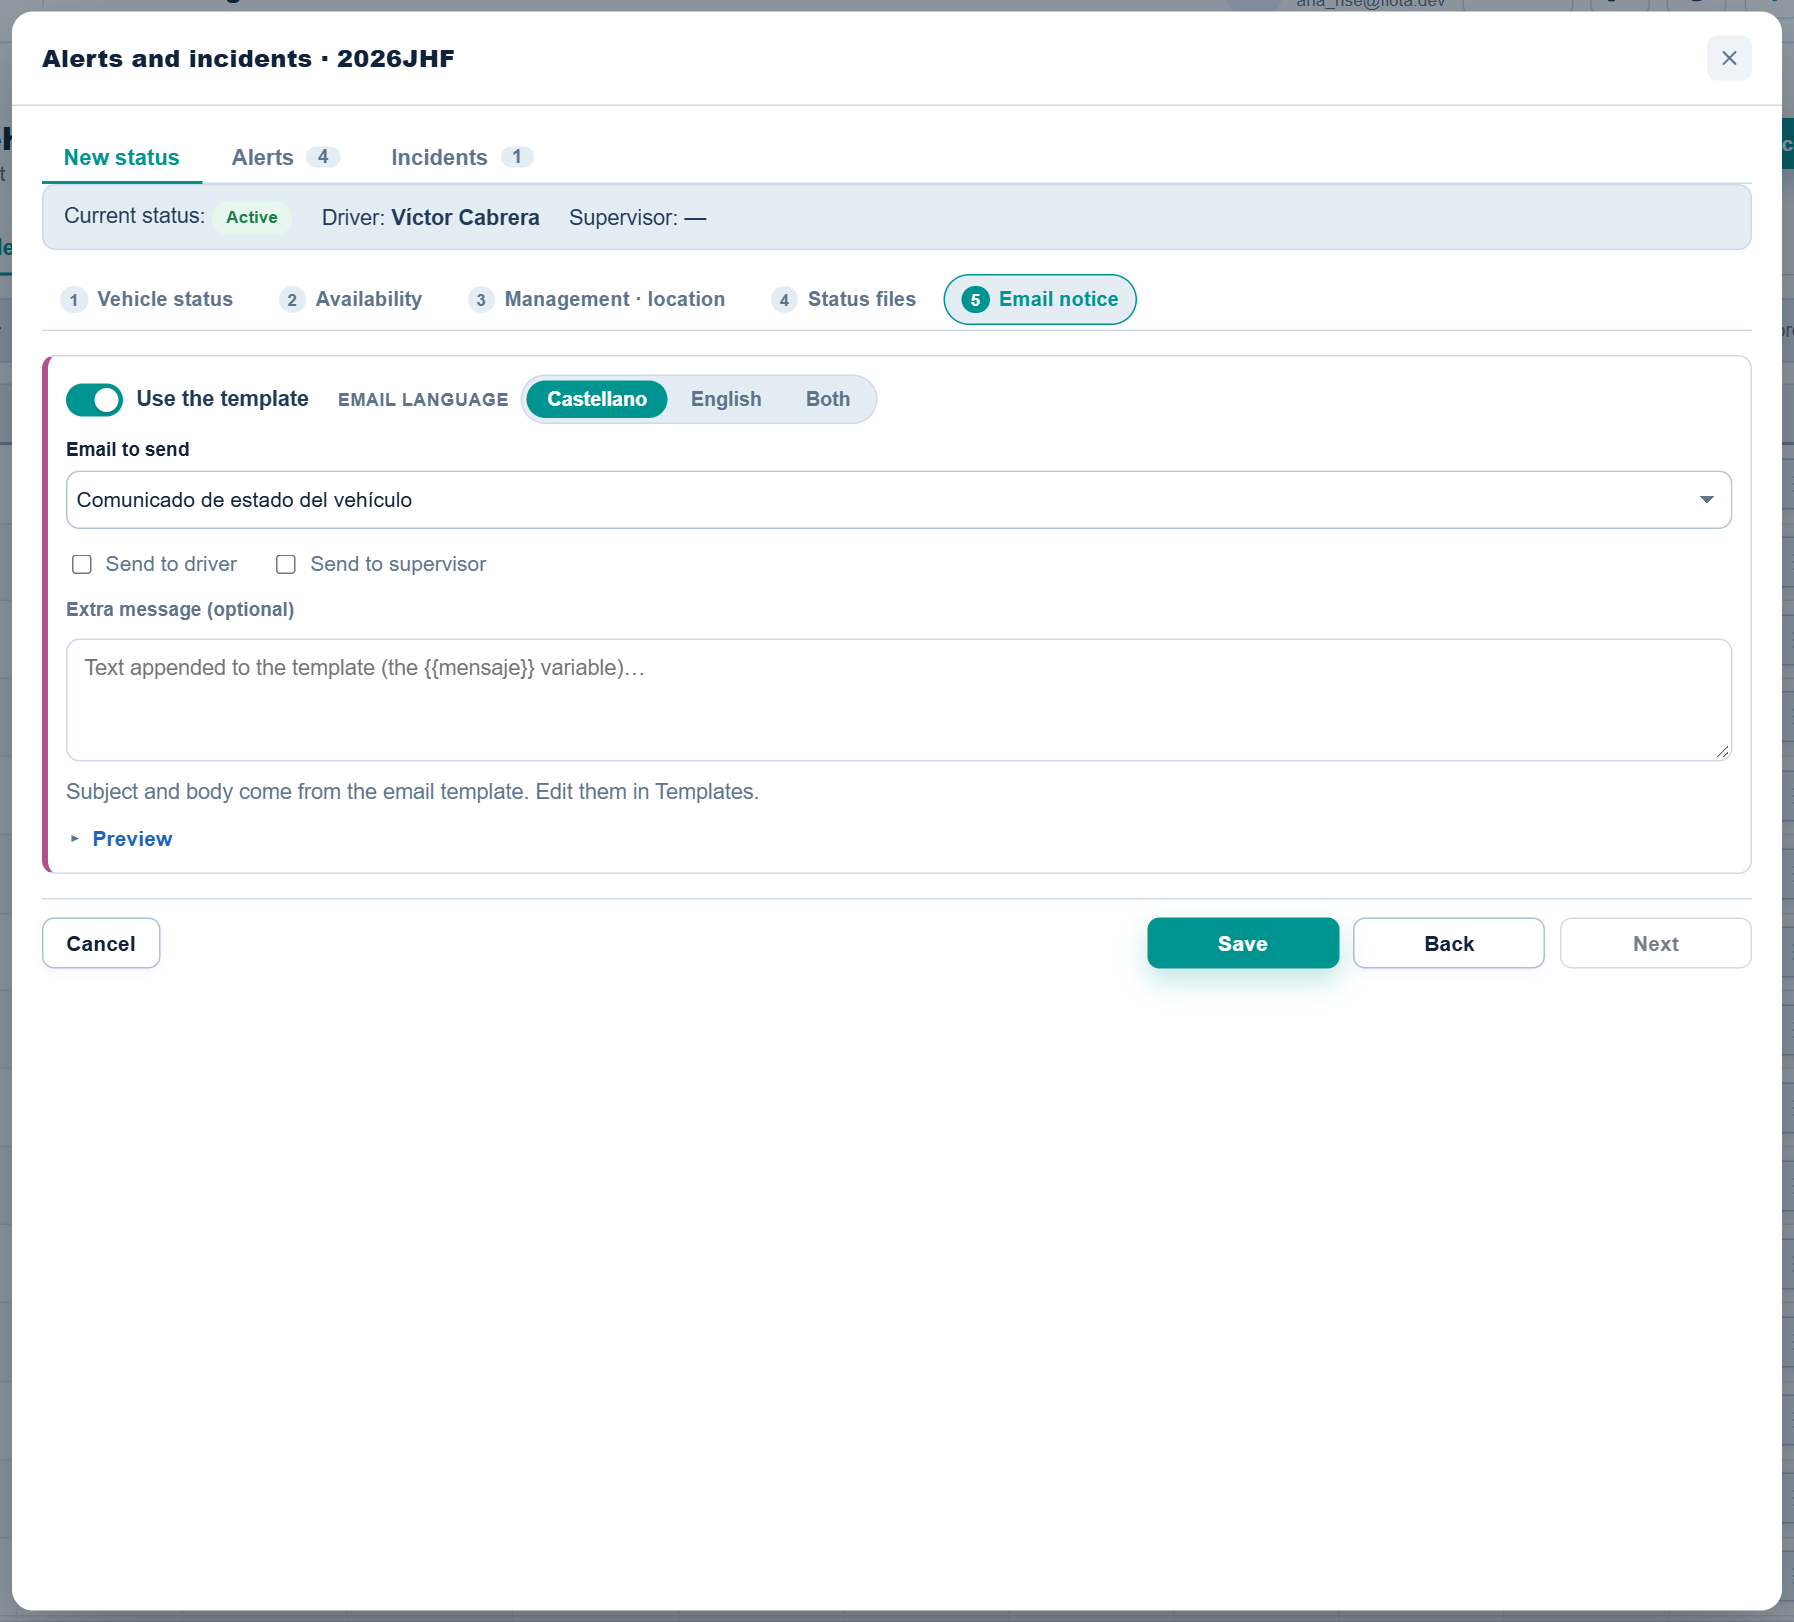 ana_hse@flota.dev
Alerts and incidents · 2026JHF
New status
Alerts 4
Incidents 1
Current status: Active Driver: Víctor Cabrera Supervisor: —
1 Vehicle status
2 Availability
3 Management · location
4 Status files
5 Email notice
Use the template EMAIL LANGUAGE Castellano English Both
Email to send
Comunicado de estado del vehículo
Send to driver Send to supervisor
Extra message (optional)
Text appended to the template (the {{mensaje}} variable)…
Subject and body come from the email template. Edit them in Templates.
Preview
Cancel Save Back Next